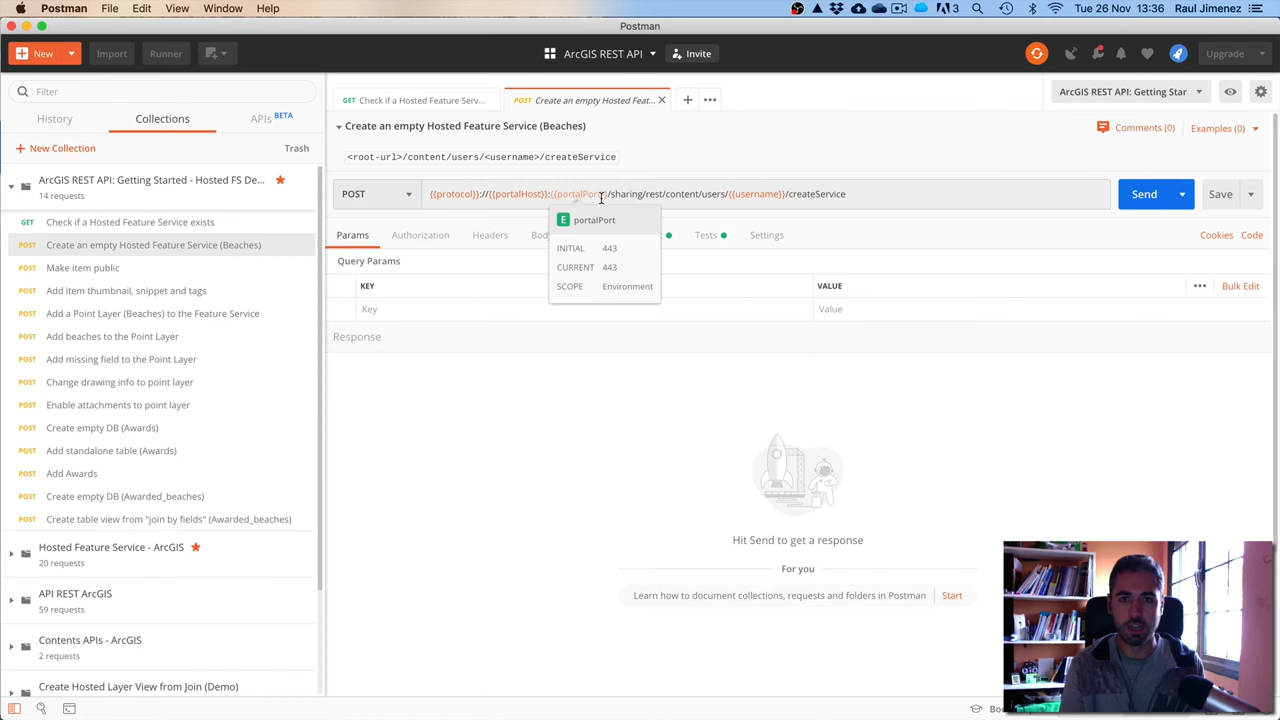 Postman File Edit View Window Help
3 Tue 26 Nov 13:36 Raul Jimenez
Postman
New Import Runner
ArcGIS REST API Invite
Upgrade
Filter
History Collections APIs BETA
New Collection Trash
ArcGIS REST API: Getting Started - Hosted FS De...
14 requests
GET Check if a Hosted Feature Service exists
POST Create an empty Hosted Feature Service (Beaches)
POST Make item public
POST Add item thumbnail, snippet and tags
POST Add a Point Layer (Beaches) to the Feature Service
POST Add beaches to the Point Layer
POST Add missing field to the Point Layer
POST Change drawing info to point layer
POST Enable attachments to point layer
POST Create empty DB (Awards)
POST Add standalone table (Awards)
POST Add Awards
POST Create empty DB (Awarded_beaches)
POST Create table view from "join by fields" (Awarded_beaches)
Hosted Feature Service - ArcGIS
20 requests
API REST ArcGIS
59 requests
Contents APIs - ArcGIS
2 requests
Create Hosted Layer View from Join (Demo)
GET Check if a Hosted Feature Serv...
POST Create an empty Hosted Feat...
ArcGIS REST API: Getting Star
Create an empty Hosted Feature Service (Beaches)
Comments (0) Examples (0)
<root-url>/content/users/<username>/createService
POST {{protocol}}://{{portalHost}}:{{portalPort}}/sharing/rest/content/users/{{username}}/createService
Send Save
E portalPort
INITIAL 443
CURRENT 443
SCOPE Environment
Params Authorization Headers Tests Settings
Cookies Code
Query Params
KEY VALUE Bulk Edit
Key Value
Response
Hit Send to get a response
For you
Learn how to document collections, requests and folders in Postman Start